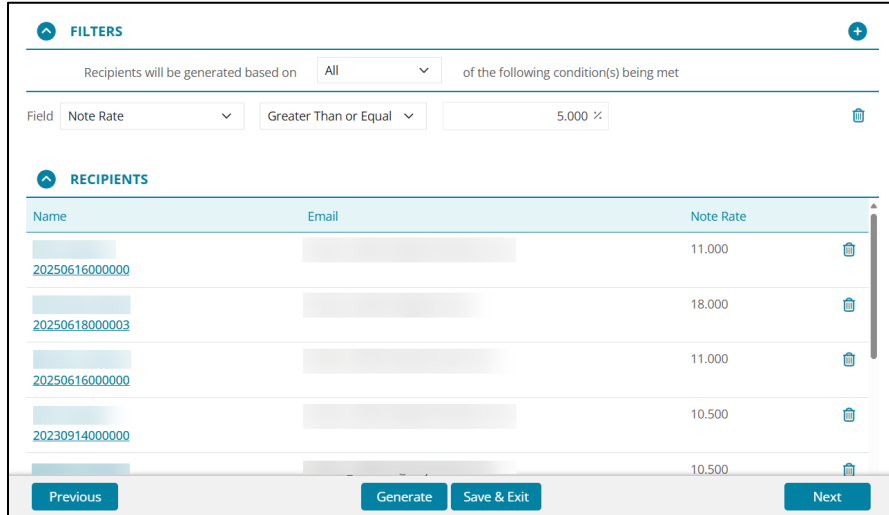 FILTERS
Recipients will be generated based on All of the following condition(s) being met
Field Note Rate Greater Than or Equal 5.000 %
RECIPIENTS
Name Email Note Rate
11.000
20250616000000
18.000
20250618000003
11.000
20250616000000
10.500
20230914000000
10.500
Previous Generate Save & Exit Next